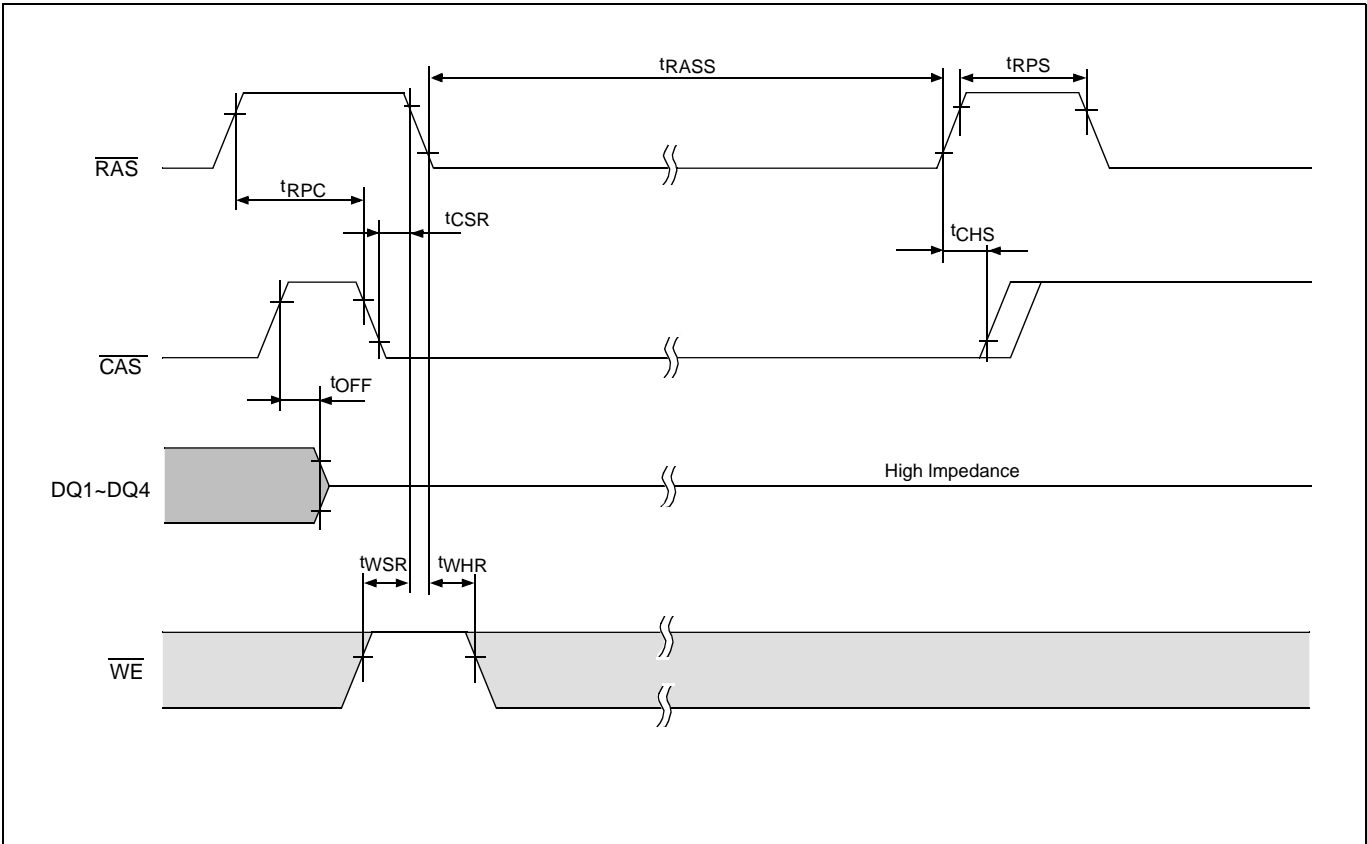 tRASS
tRPS
RAS
tRPC
tCSR
tCHS
CAS
tOFF
High Impedance
DQ1~DQ4
tWSR
tWHR
WE